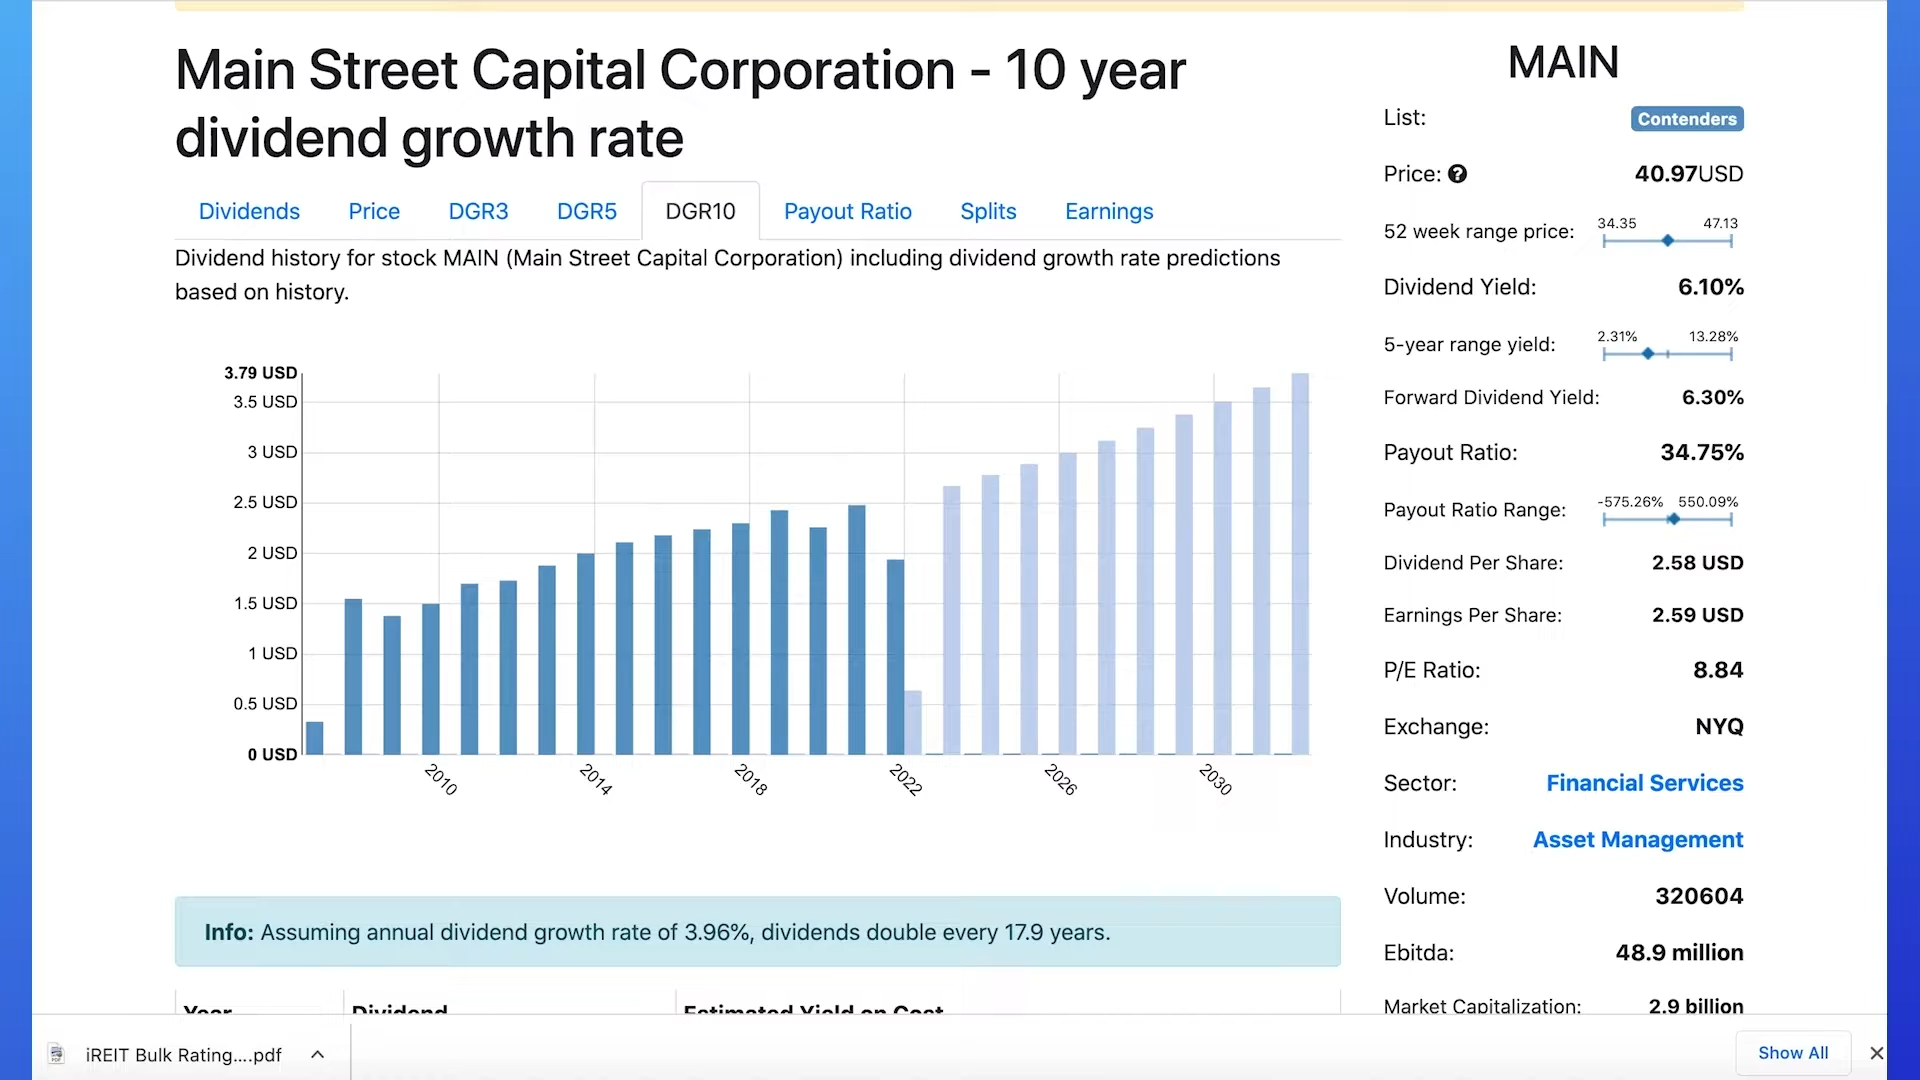 Main Street Capital Corporation - 10 year
dividend growth rate
Dividends Price DGR3 DGR5 DGR10 Payout Ratio Splits Earnings
Dividend history for stock MAIN (Main Street Capital Corporation) including dividend growth rate predictions
based on history.
3.79 USD
3.5 USD
3 USD
2.5 USD
2 USD
1.5 USD
1 USD
0.5 USD
0 USD
2010 2014 2018 2022 2026 2030
Info: Assuming annual dividend growth rate of 3.96%, dividends double every 17.9 years.
Year Dividend Estimated Yield on Cost
MAIN
List: Contenders
Price: ? 40.97USD
52 week range price: 34.35 47.13
Dividend Yield: 6.10%
5-year range yield: 2.31% 13.28%
Forward Dividend Yield: 6.30%
Payout Ratio: 34.75%
Payout Ratio Range: -575.26% 550.09%
Dividend Per Share: 2.58 USD
Earnings Per Share: 2.59 USD
P/E Ratio: 8.84
Exchange: NYQ
Sector: Financial Services
Industry: Asset Management
Volume: 320604
Ebitda: 48.9 million
Market Capitalization: 2.9 billion
iREIT Bulk Rating....pdf
Show All